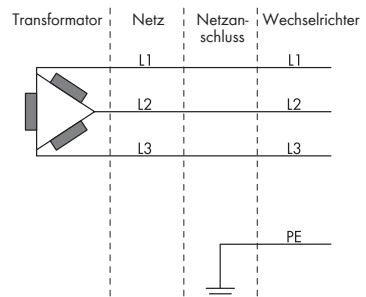 Transformator Netz Netzan- Wechselrichter
schluss
L1 L1
L2 L2
L3 L3
PE